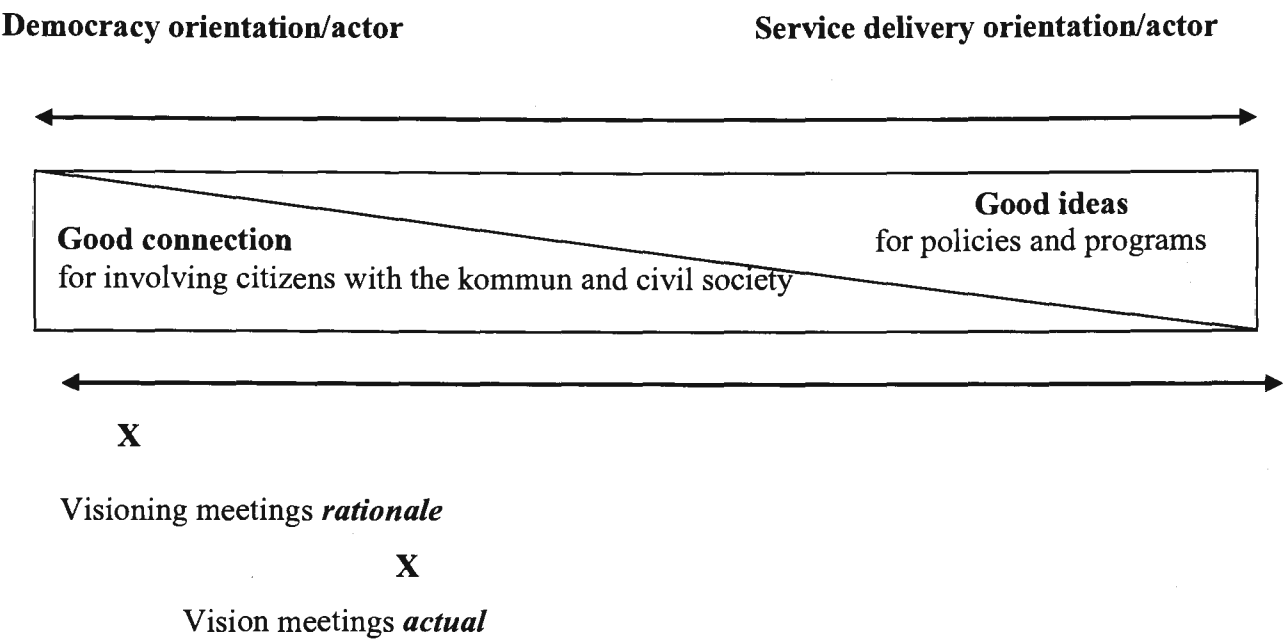 Democracy orientation/actor
Service delivery orientation/actor
Good ideas
for policies and programs
Good connection
for involving citizens with the kommun and civil society
X
Visioning meetings rationale
X
Vision meetings actual